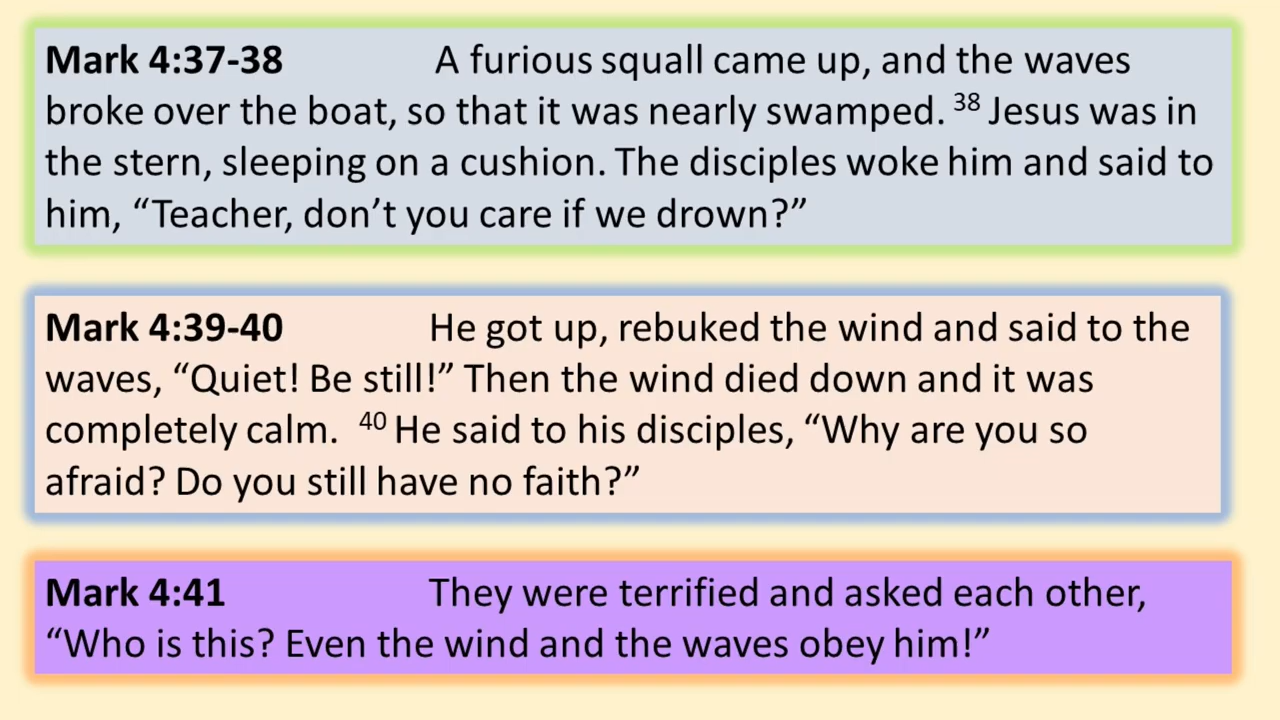 Mark 4:37-38 A furious squall came up, and the waves
broke over the boat, so that it was nearly swamped. 38 Jesus was in
the stern, sleeping on a cushion. The disciples woke him and said to
him, “Teacher, don’t you care if we drown?”
Mark 4:39-40 He got up, rebuked the wind and said to the
waves, “Quiet! Be still!” Then the wind died down and it was
completely calm. 40 He said to his disciples, “Why are you so
afraid? Do you still have no faith?”
Mark 4:41 They were terrified and asked each other,
“Who is this? Even the wind and the waves obey him!”